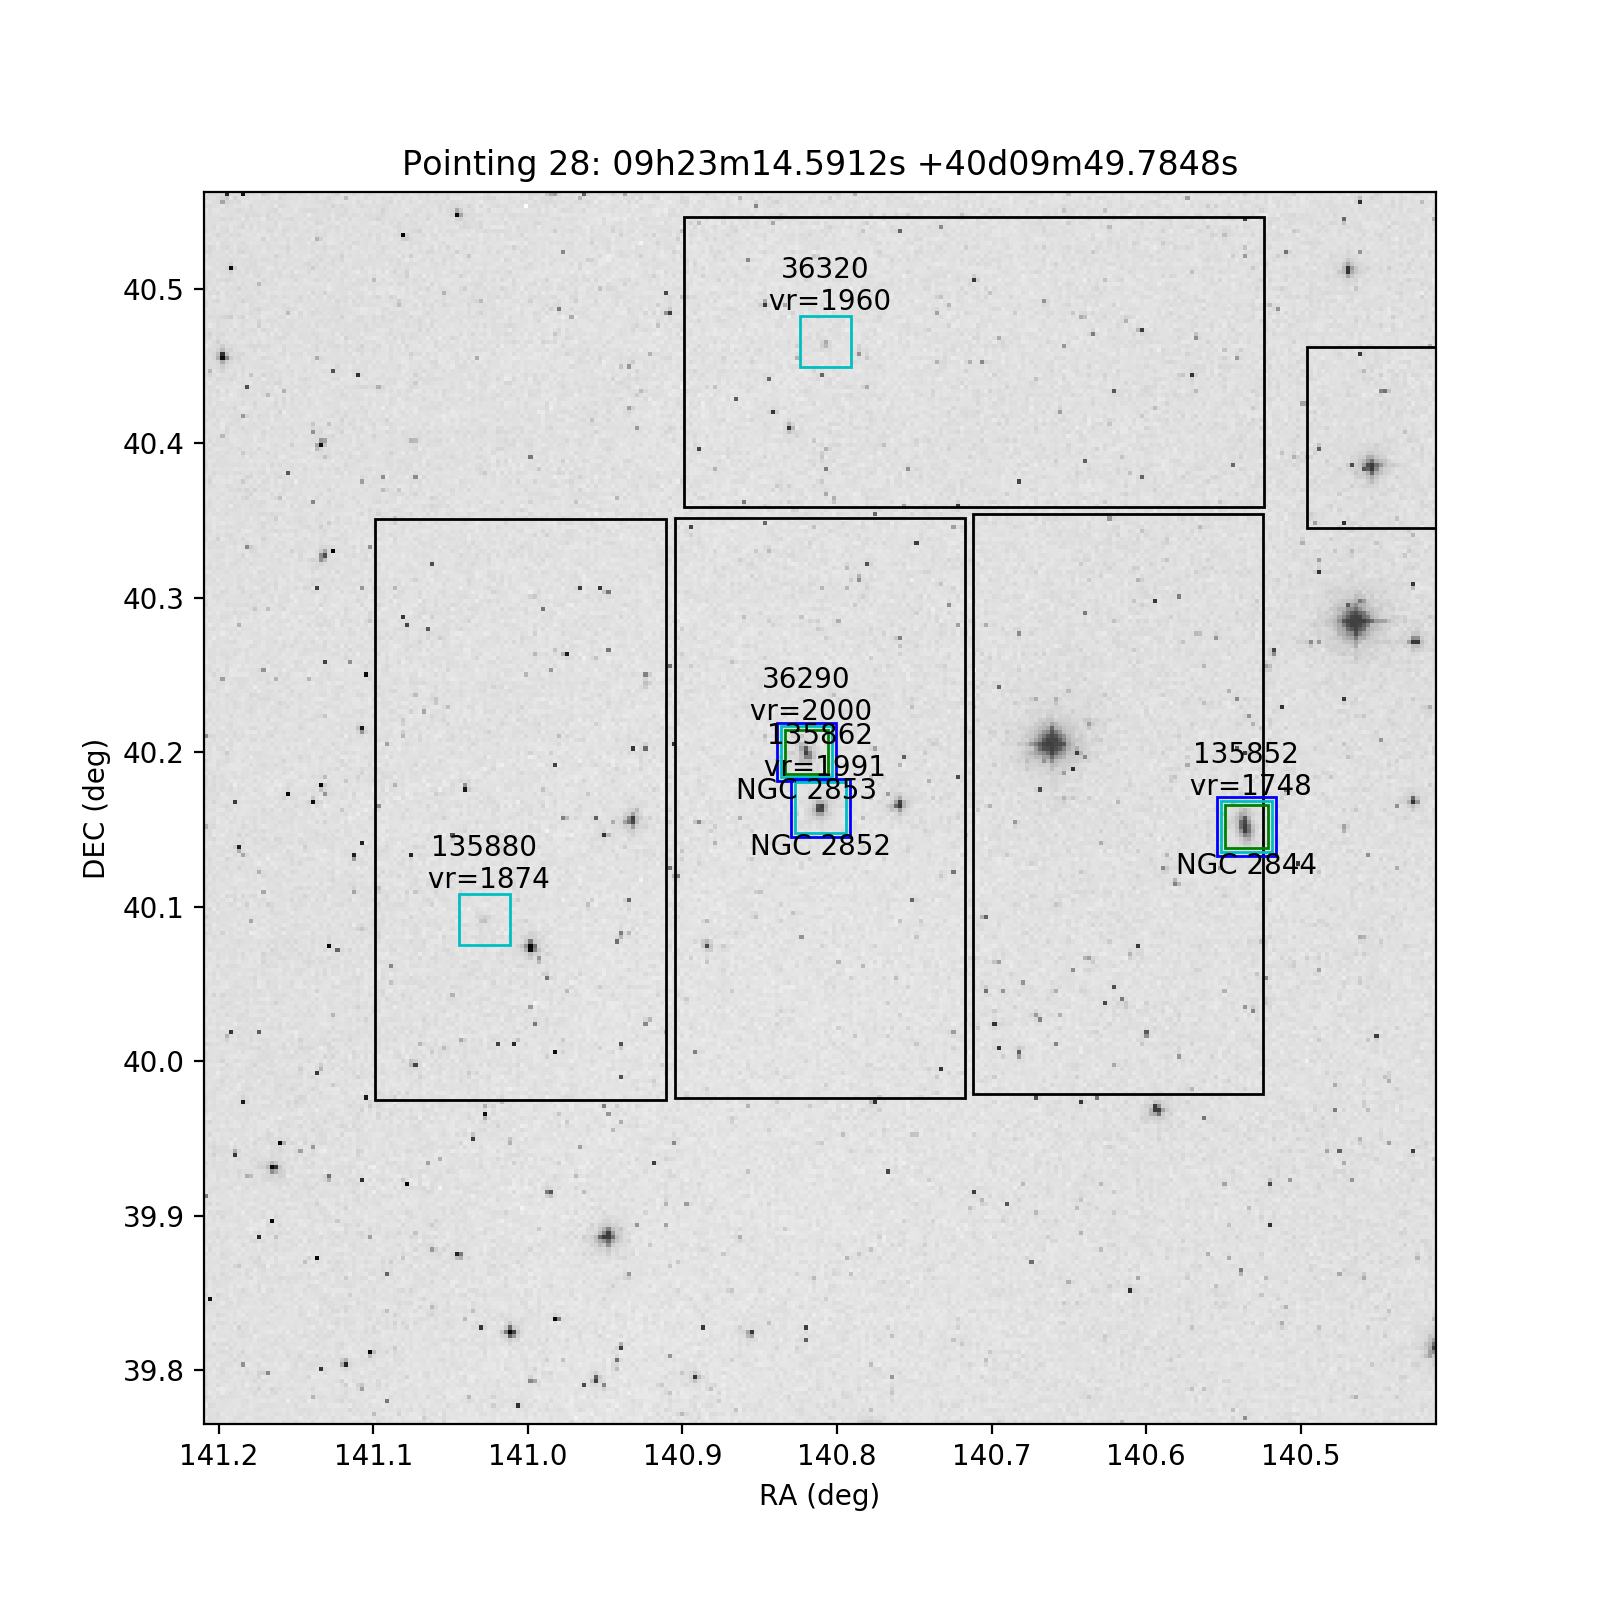 Pointing 28: 09h23m14.5912s +40d09m49.7848s
36320
vr=1960
36290
vr=2000
135862
vr=1991
NGC 2853
NGC 2852
135852
vr=1748
NGC 2844
135880
vr=1874
40.5
40.4
40.3
40.2
40.1
40.0
39.9
39.8
DEC (deg)
141.2 141.1 141.0 140.9 140.8 140.7 140.6 140.5
RA (deg)